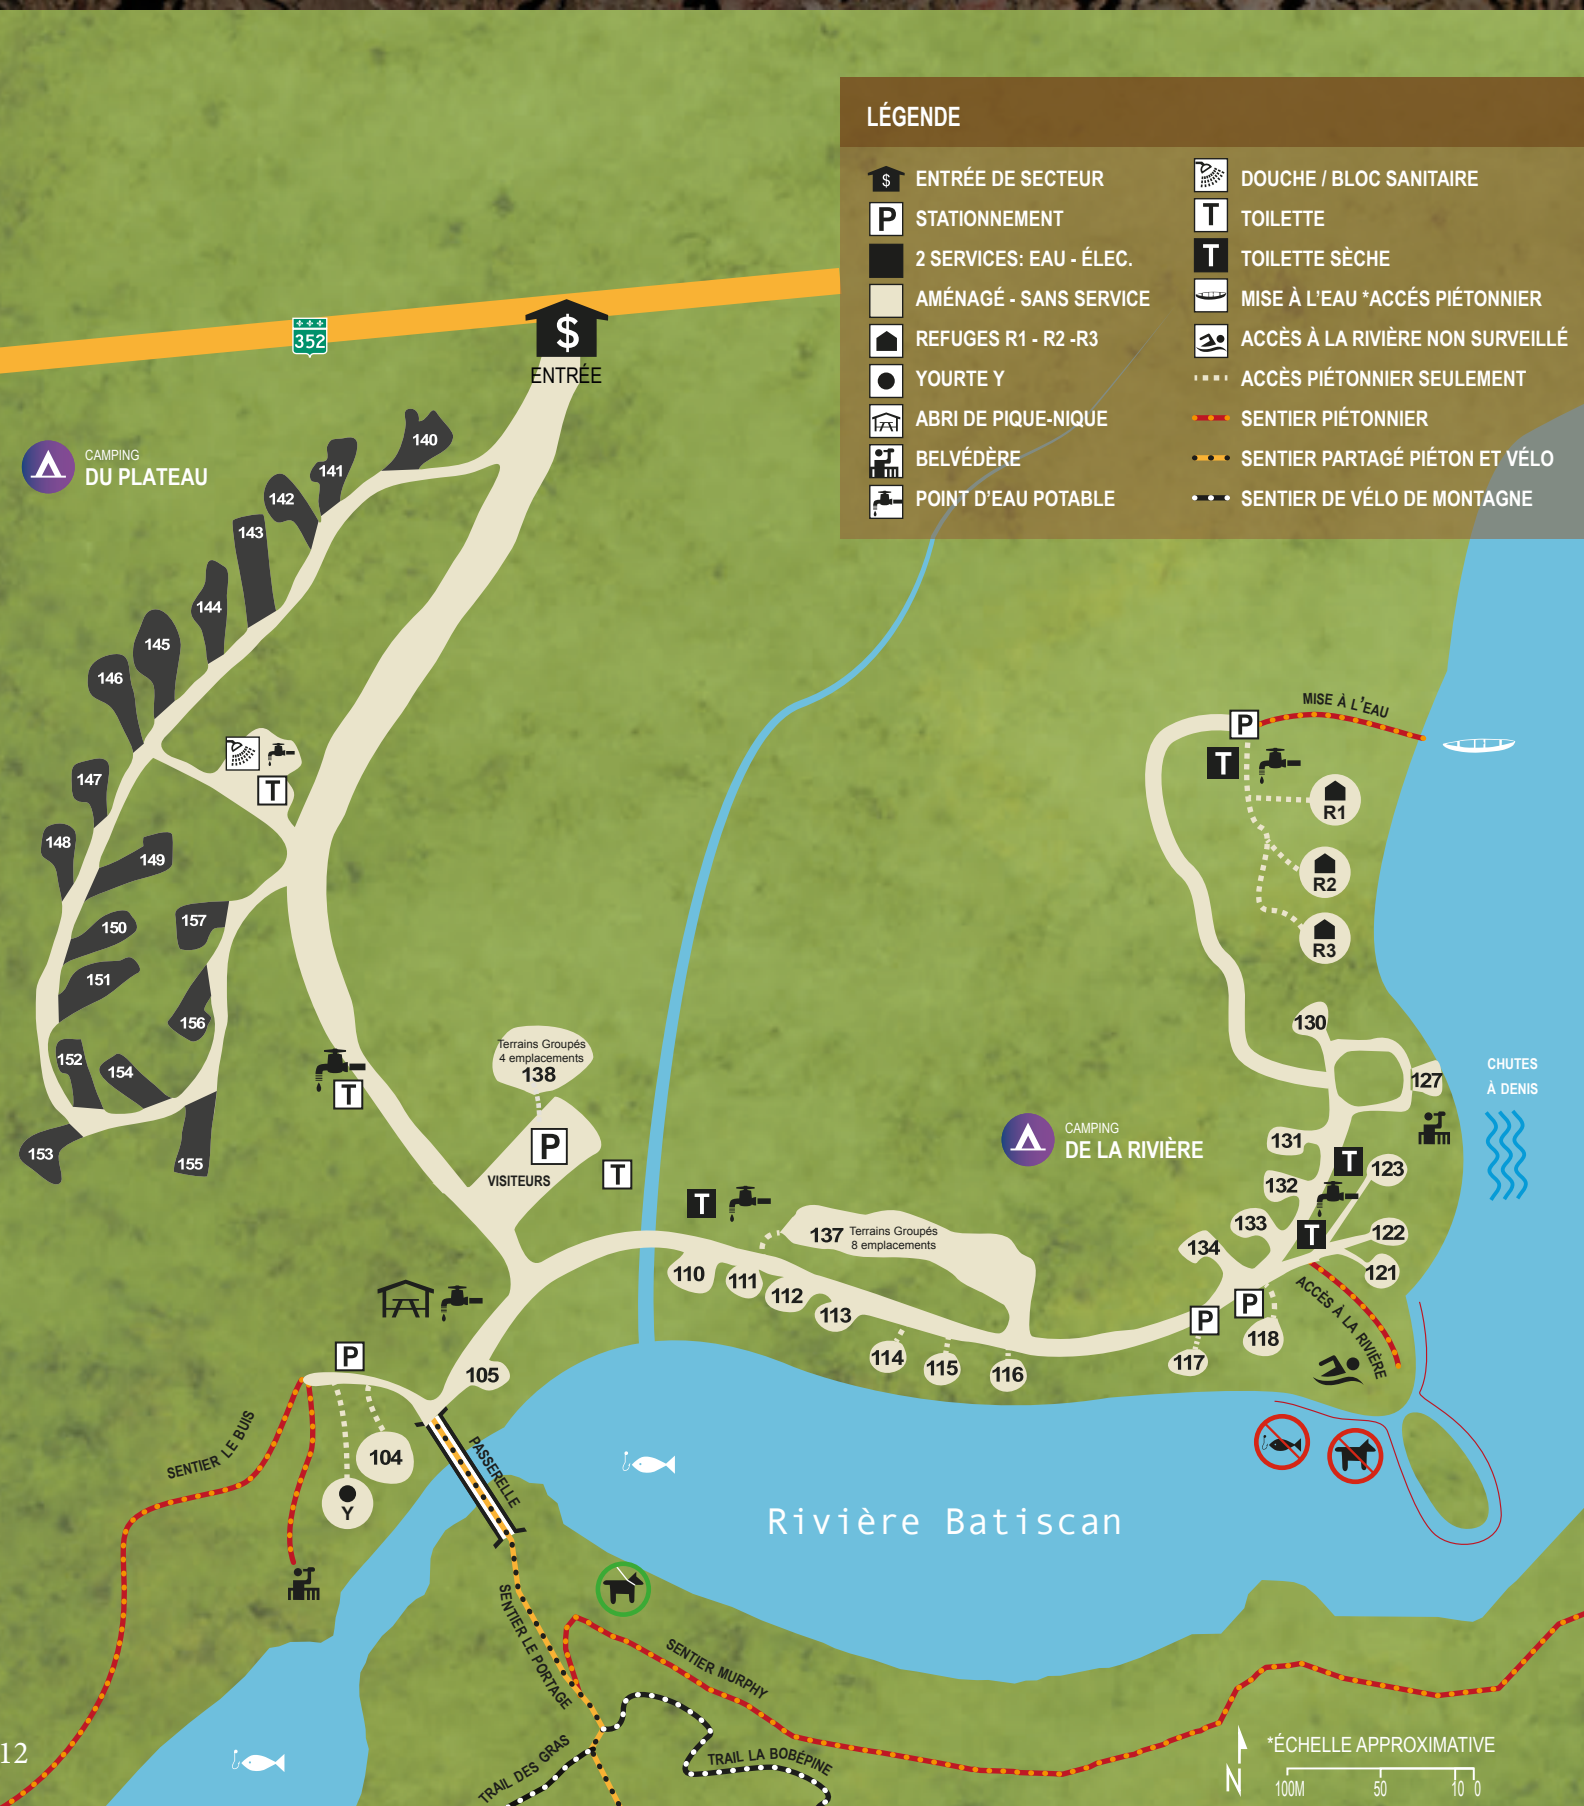 LÉGENDE
$ ENTRÉE DE SECTEUR
P STATIONNEMENT
2 SERVICES: EAU - ÉLEC.
AMÉNAGÉ - SANS SERVICE
REFUGES R1 - R2 -R3
YOURTE Y
ABRI DE PIQUE-NIQUE
BELVÉDÈRE
POINT D'EAU POTABLE
DOUCHE / BLOC SANITAIRE
T TOILETTE
T TOILETTE SÈCHE
MISE À L'EAU *ACCÉS PIÉTONNIER
ACCÈS À LA RIVIÈRE NON SURVEILLÉ
ACCÈS PIÉTONNIER SEULEMENT
SENTIER PIÉTONNIER
SENTIER PARTAGÉ PIÉTON ET VÉLO
SENTIER DE VÉLO DE MONTAGNE
352
$
ENTRÉE
CAMPING
DU PLATEAU
140
141
142
143
144
145
146
147
148
149
150
151
152
153
154
155
156
157
T
T
Terrains Groupés
4 emplacements
138
P
VISITEURS
T
T
137 Terrains Groupés
8 emplacements
110
111
112
113
114
115
116
117
118
P
P
105
P
104
Y
SENTIER LE BUIS
PASSERELLE
SENTIER LE PORTAGE
SENTIER MURPHY
TRAIL DES GRAS
TRAIL LA BOBÉPINE
Rivière Batiscan
CAMPING
DE LA RIVIÈRE
P
MISE À L'EAU
T
R1
R2
R3
130
127
131
132
133
134
T
123
T
122
121
ACCÈS À LA RIVIÈRE
CHUTES
À DENIS
*ÉCHELLE APPROXIMATIVE
N
100M 50 10 0
12